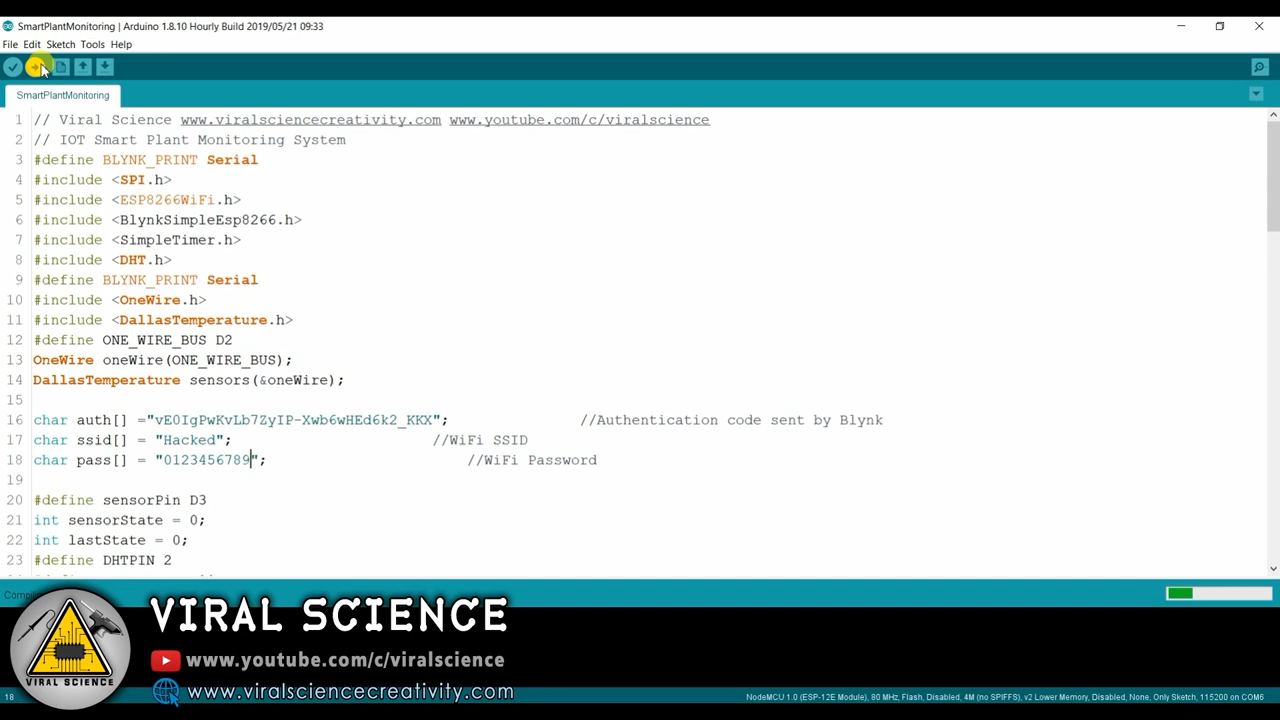 SmartPlantMonitoring | Arduino 1.8.10 Hourly Build 2019/05/21 09:33
File Edit Sketch Tools Help
SmartPlantMonitoring
1 // Viral Science www.viralsciencecreativity.com www.youtube.com/c/viralscience
2 // IOT Smart Plant Monitoring System
3 #define BLYNK_PRINT Serial
4 #include <SPI.h>
5 #include <ESP8266WiFi.h>
6 #include <BlynkSimpleEsp8266.h>
7 #include <SimpleTimer.h>
8 #include <DHT.h>
9 #define BLYNK_PRINT Serial
10 #include <OneWire.h>
11 #include <DallasTemperature.h>
12 #define ONE_WIRE_BUS D2
13 OneWire oneWire(ONE_WIRE_BUS);
14 DallasTemperature sensors(&oneWire);
15
16 char auth[] ="vE0IgPwKvLb7ZyIP-Xwb6wHEd6k2_KKX"; //Authentication code sent by Blynk
17 char ssid[] = "Hacked"; //WiFi SSID
18 char pass[] = "0123456789"; //WiFi Password
19
20 #define sensorPin D3
21 int sensorState = 0;
22 int lastState = 0;
23 #define DHTPIN 2
VIRAL SCIENCE
www.youtube.com/c/viralscience
www.viralsciencecreativity.com
18 NodeMCU 1.0 (ESP-12E Module), 80 MHz, Flash, Disabled, 4M (no SPIFFS), v2 Lower Memory, Disabled, None, Only Sketch, 115200 on COM6